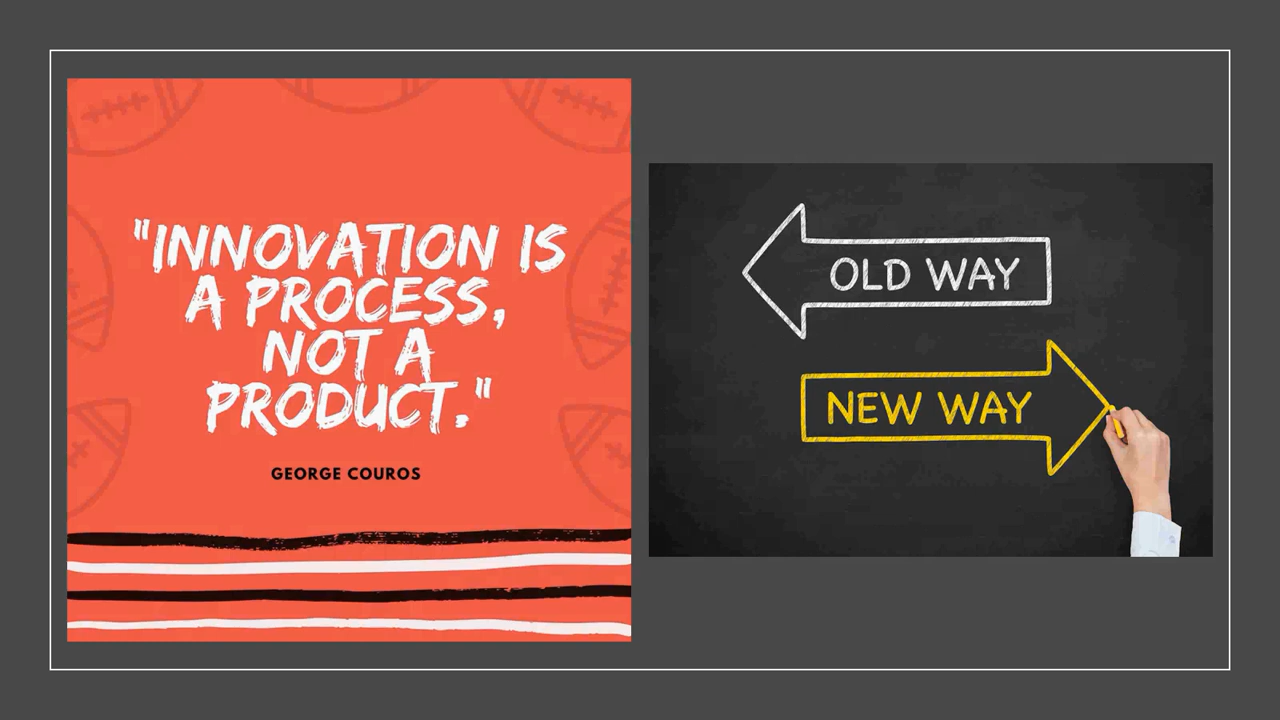 "INNOVATION IS
A PROCESS,
NOT A
PRODUCT."
GEORGE COUROS
OLD WAY
NEW WAY